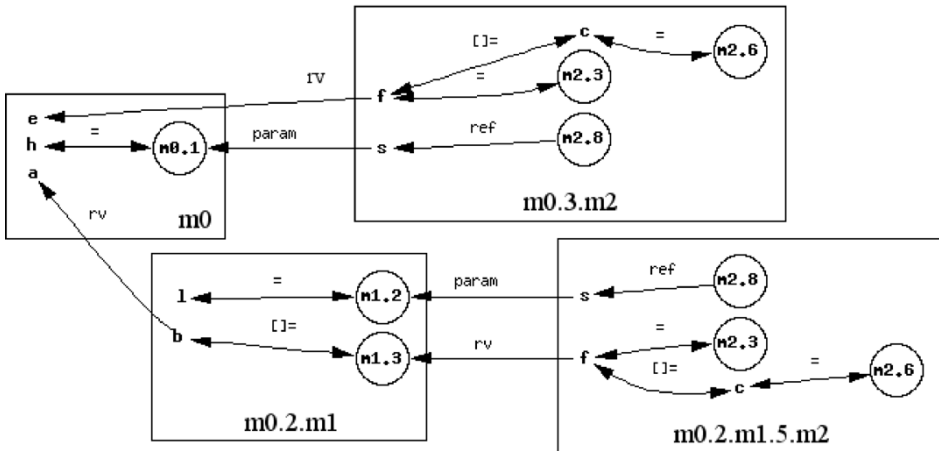 []=
c
=
m2.6
rv
f
=
m2.3
e
h
=
m0.1
param
s
ref
m2.8
a
m0
m0.3.m2
rv
l
=
m1.2
param
s
ref
m2.8
b
[]=
m1.3
rv
f
=
m2.3
[]=
c
=
m2.6
m0.2.m1
m0.2.m1.5.m2